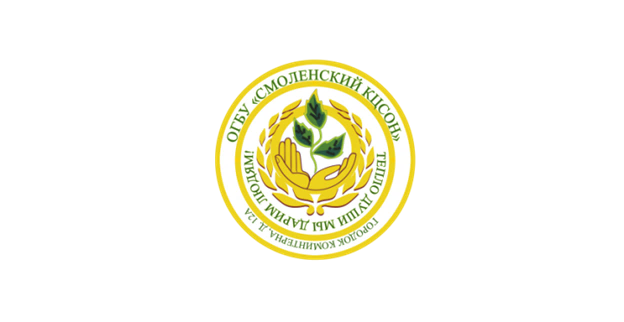 ОГБУ «СМОЛЕНСКИЙ КЦСОН»
ТЕПЛО ДУШИ МЫ ДАРИМ ЛЮДЯМ!
ГОРОДОК КОМИНТЕРНА, Д. 12А